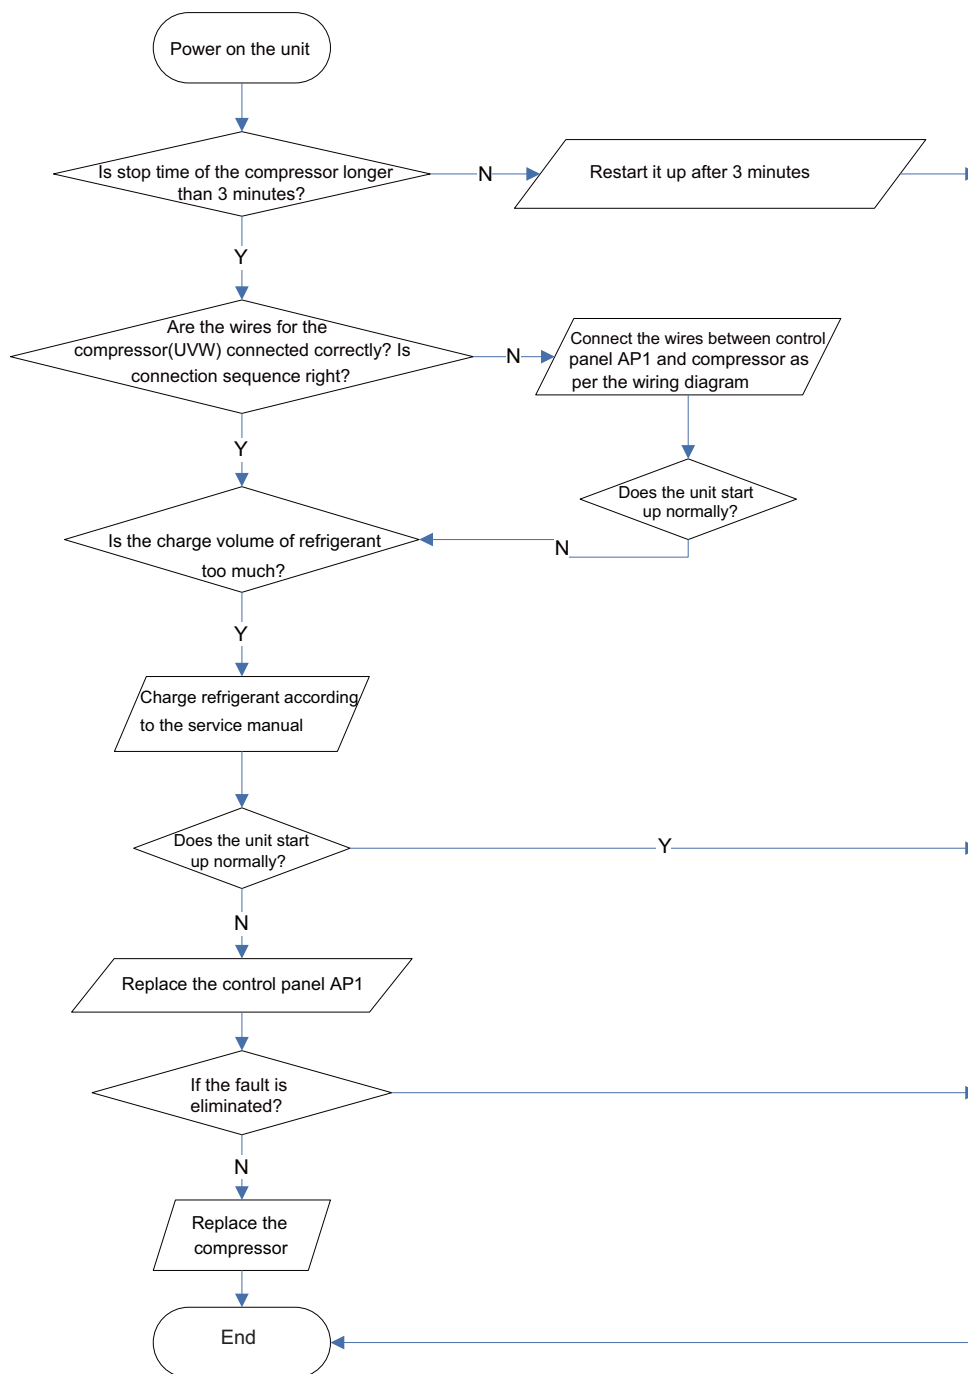 Power on the unit
Is stop time of the compressor longer
than 3 minutes?
N
Restart it up after 3 minutes
Y
Are the wires for the
compressor(UVW) connected correctly? Is
connection sequence right?
N
Connect the wires between control
panel AP1 and compressor as
per the wiring diagram
Y
Does the unit start
up normally?
N
Is the charge volume of refrigerant
too much?
Y
Charge refrigerant according
to the service manual
Does the unit start
up normally?
Y
N
Replace the control panel AP1
If the fault is
eliminated?
N
Replace the
compressor
End